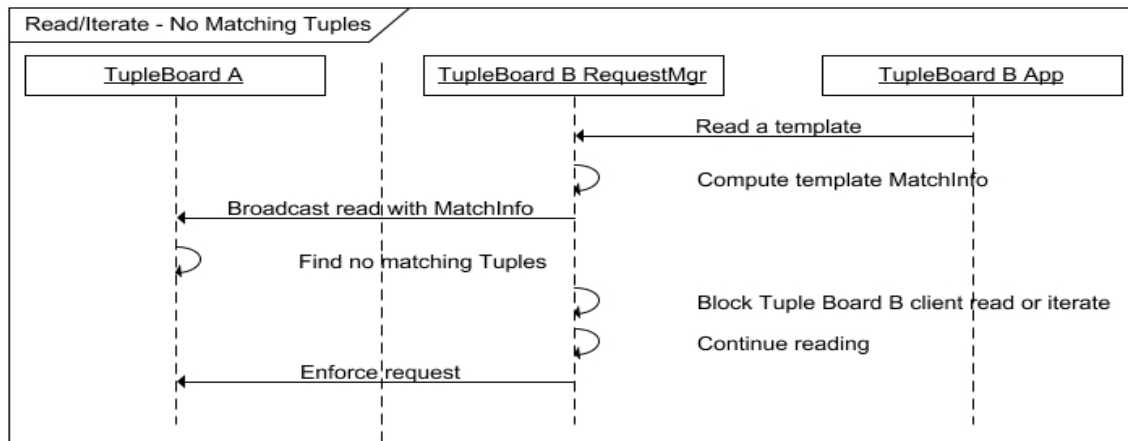 Read/Iterate - No Matching Tuples
TupleBoard A
TupleBoard B RequestMgr
TupleBoard B App
Read a template
Compute template MatchInfo
Broadcast read with MatchInfo
Find no matching Tuples
Block Tuple Board B client read or iterate
Continue reading
Enforce request